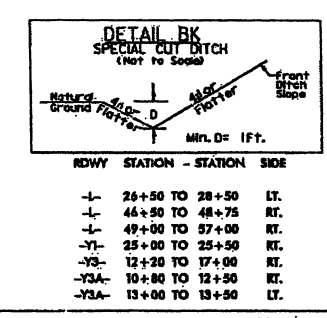 DETAIL BK
SPECIAL CUT DITCH
(Not to Scale)
Front
Ditch
Slope
Natural
Ground
4:1 or
Flatter
D
4:1 or
Flatter
Min. D= 1Ft.
RDWY STATION - STATION SIDE
-L- 26+50 TO 28+50 LT.
-L- 46+50 TO 48+75 RT.
-L- 49+00 TO 57+00 RT.
-Y1- 25+00 TO 25+50 RT.
-Y3- 12+20 TO 17+00 RT.
-Y3A- 10+80 TO 12+50 RT.
-Y3A- 13+00 TO 13+50 LT.